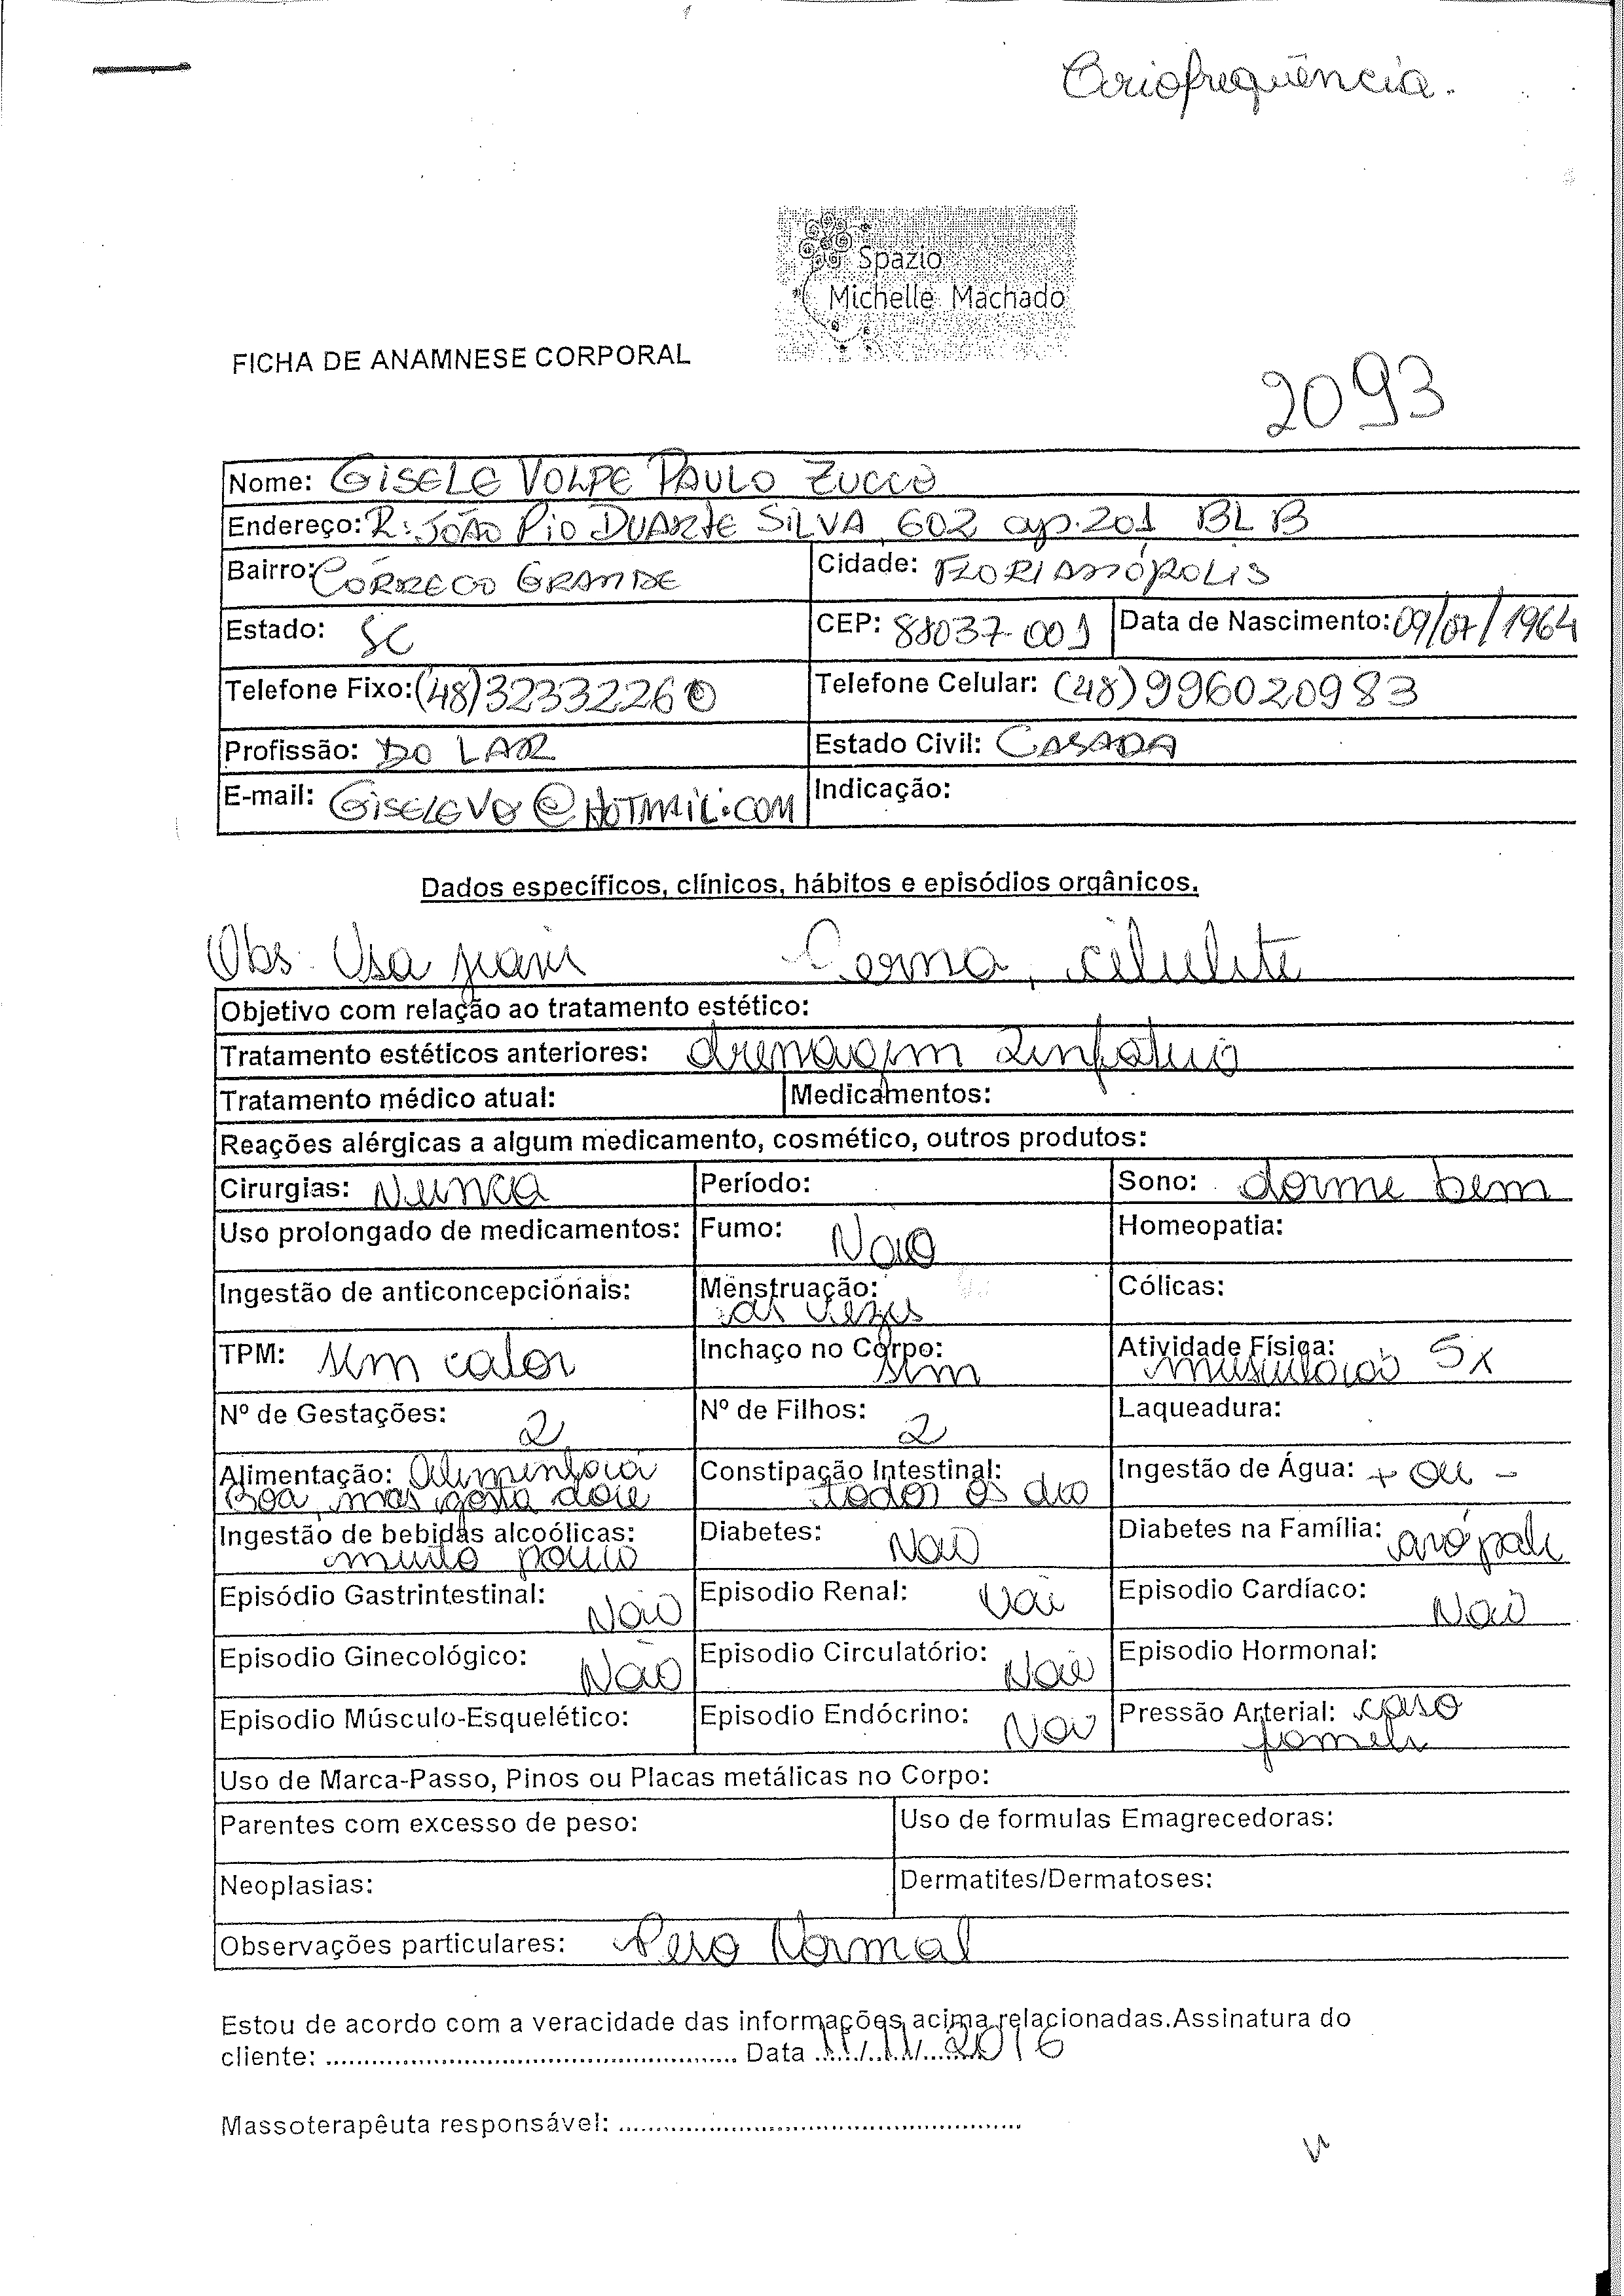 Criofrequência.
Spazio
Michelle Machado
FICHA DE ANAMNESE CORPORAL
2093
Nome: GISELE VOLPE PAULO ZUCCO
Endereço: R: JOÃO PIO DUARTE SILVA, 602 ap. 201 BL B
Bairro: CÓRREGO GRANDE Cidade: FLORIANÓPOLIS
Estado: SC CEP: 88037-001 Data de Nascimento: 09/07/1964
Telefone Fixo: (48)32332260 Telefone Celular: (48)996020983
Profissão: DO LAR Estado Civil: CASADA
E-mail: GISELEVO@HOTMAIL.COM Indicação:
Dados específicos, clínicos, hábitos e episódios orgânicos.
Obs. Usa celulite
Objetivo com relação ao tratamento estético:
Tratamento estéticos anteriores: drenagem Linfatica
Tratamento médico atual: Medicamentos:
Reações alérgicas a algum medicamento, cosmético, outros produtos:
Cirurgias: Nunca Período: Sono: dorme bem
Uso prolongado de medicamentos: Fumo: Não Homeopatia:
Ingestão de anticoncepcionais: Menstruação: as vezes Cólicas:
TPM: sim calor Inchaço no Corpo: sim Atividade Física: musculação 5x
Nº de Gestações: 2 Nº de Filhos: 2 Laqueadura:
Alimentação: Alimentação Boa, mas gosta doce Constipação Intestinal: todos os dia Ingestão de Água: + ou -
Ingestão de bebidas alcoólicas: muito pouco Diabetes: Não Diabetes na Família:
Episódio Gastrintestinal: Não Episodio Renal: Episodio Cardíaco: Não
Episodio Ginecológico: Não Episodio Circulatório: Não Episodio Hormonal:
Episodio Músculo-Esquelético: Episodio Endócrino: Não Pressão Arterial: caso
Uso de Marca-Passo, Pinos ou Placas metálicas no Corpo:
Parentes com excesso de peso: Uso de formulas Emagrecedoras:
Neoplasias: Dermatites/Dermatoses:
Observações particulares: Peso Normal
Estou de acordo com a veracidade das informações acima relacionadas.Assinatura do
cliente: ........................ Data 11/11/2016
Massoterapêuta responsável: ........................